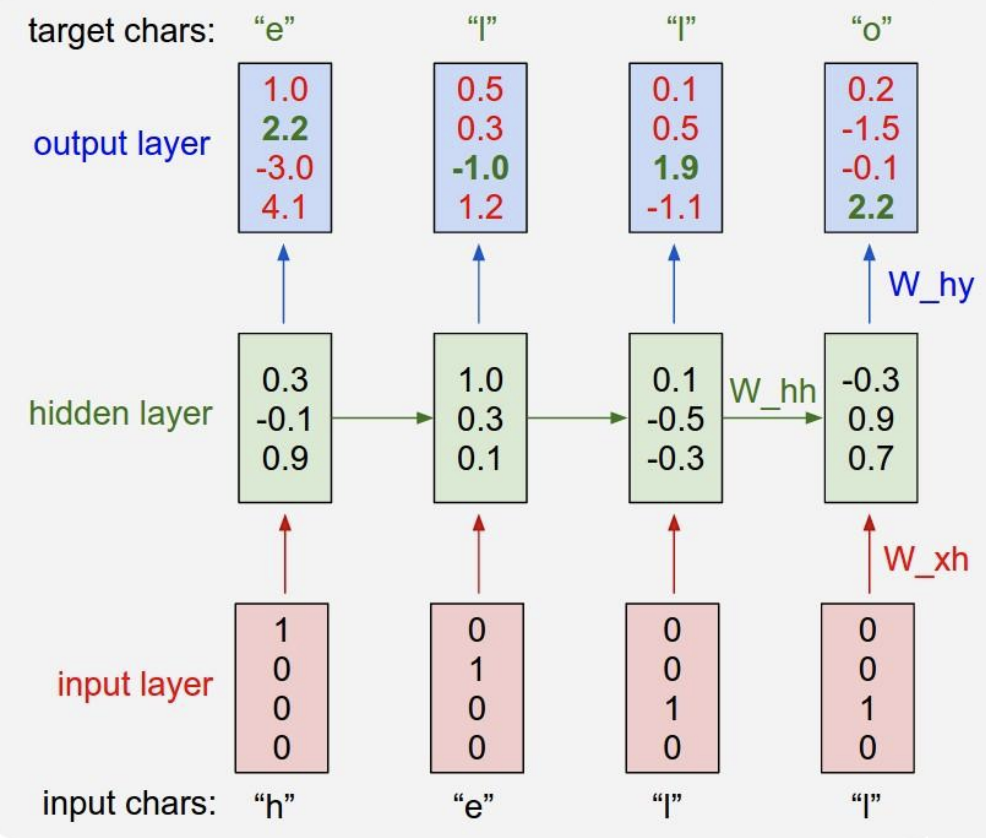 target chars: “e” “l” “l” “o”
1.0 0.5 0.1 0.2
2.2 0.3 0.5 -1.5
output layer
-3.0 -1.0 1.9 -0.1
4.1 1.2 -1.1 2.2
W_hy
0.3 1.0 0.1 W_hh -0.3
hidden layer -0.1 0.3 -0.5 0.9
0.9 0.1 -0.3 0.7
W_xh
1 0 0 0
0 1 0 0
input layer
0 0 1 1
0 0 0 0
input chars: “h” “e” “l” “l”